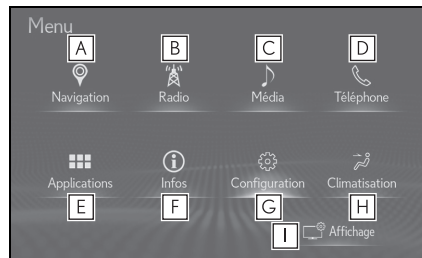 Menu
A B C D
Navigation Radio Média Téléphone
Applications Infos Configuration Climatisation
E F G H
I Affichage